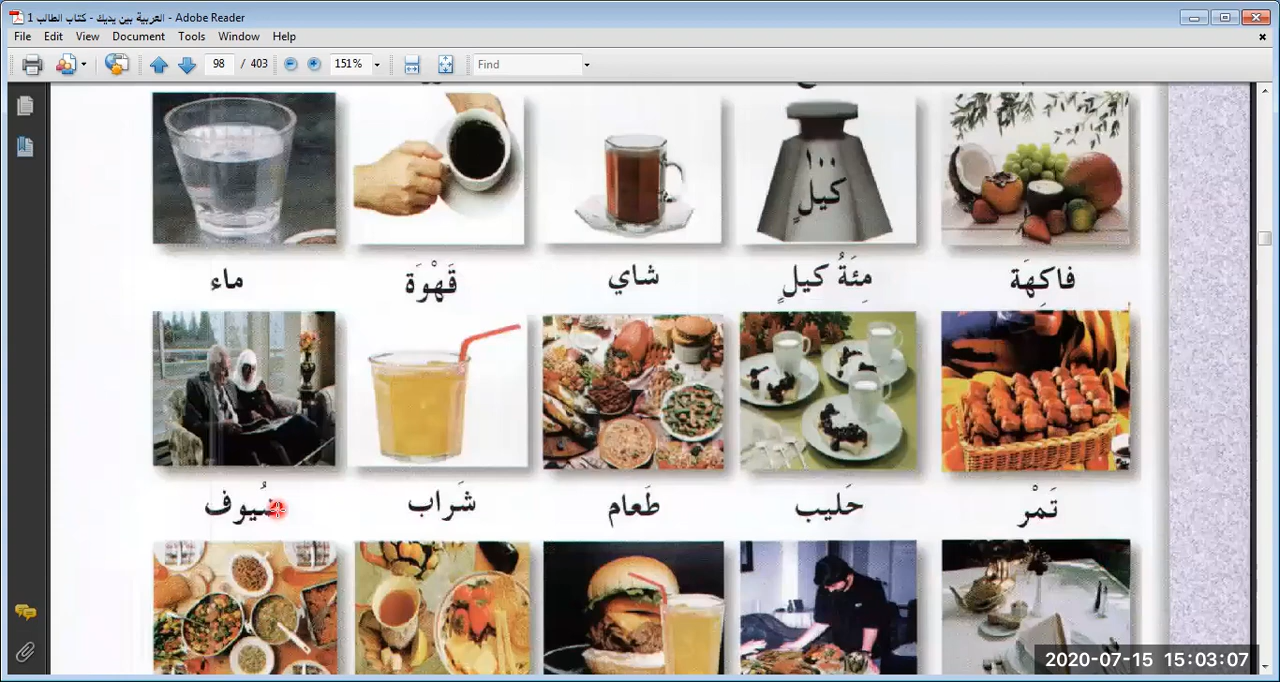 العربية بين يديك - كتاب الطالب 1 - Adobe Reader
File Edit View Document Tools Window Help
98 / 403 151% Find
١٠٠
كيلٍ
فاكِهَة مِئَةُ كيلٍ شاي قَهْوَة ماء
تَمْر حَليب طَعام شَراب ضُيوف
2020-07-15 15:03:07